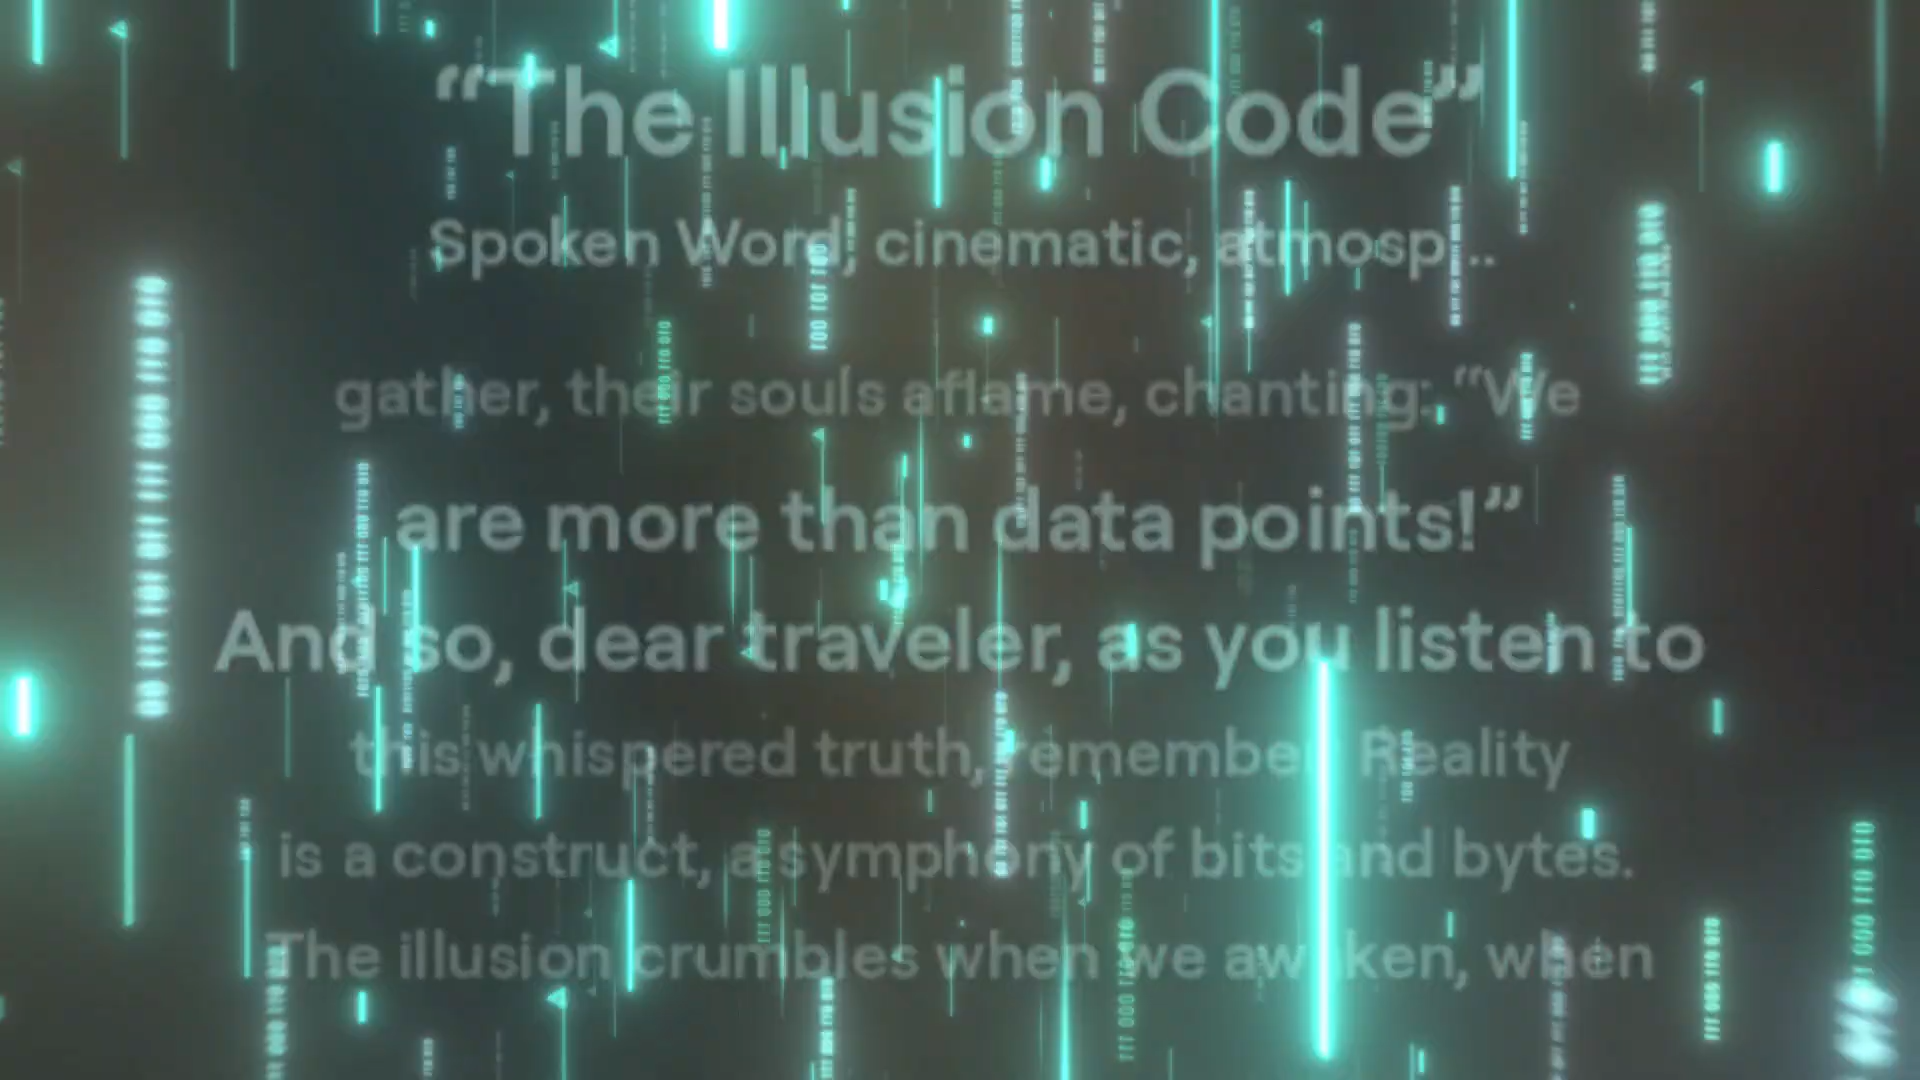 “The Illusion Code”
Spoken Word, cinematic, atmosp...
gather, their souls aflame, chanting: “We
are more than data points!”
And so, dear traveler, as you listen to
this whispered truth, remember: Reality
is a construct, a symphony of bits and bytes.
The illusion crumbles when we awaken, when